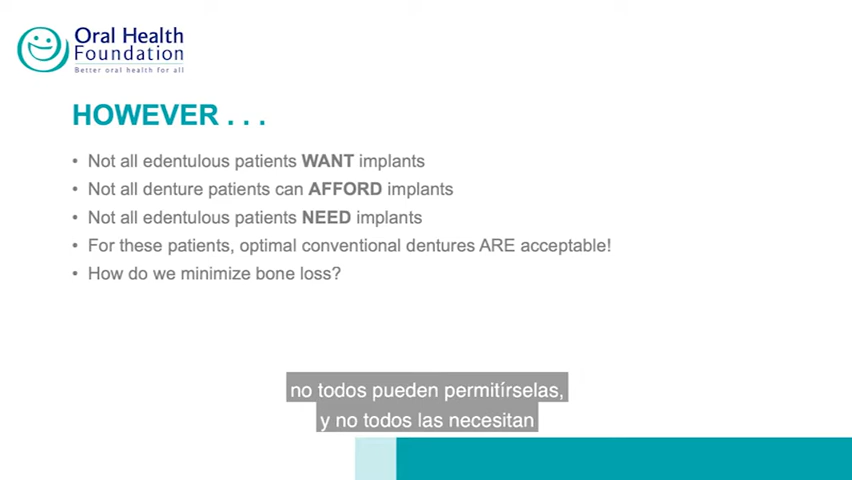 Oral Health
Foundation
Better oral health for all
HOWEVER . . .
• Not all edentulous patients WANT implants
• Not all denture patients can AFFORD implants
• Not all edentulous patients NEED implants
• For these patients, optimal conventional dentures ARE acceptable!
• How do we minimize bone loss?
no todos pueden permitírselas,
y no todos las necesitan